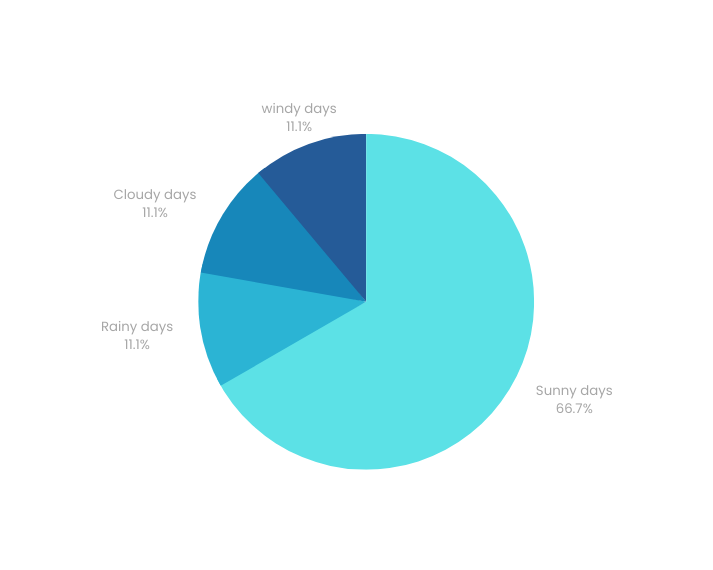 windy days
11.1%
Cloudy days
11.1%
Rainy days
11.1%
Sunny days
66.7%